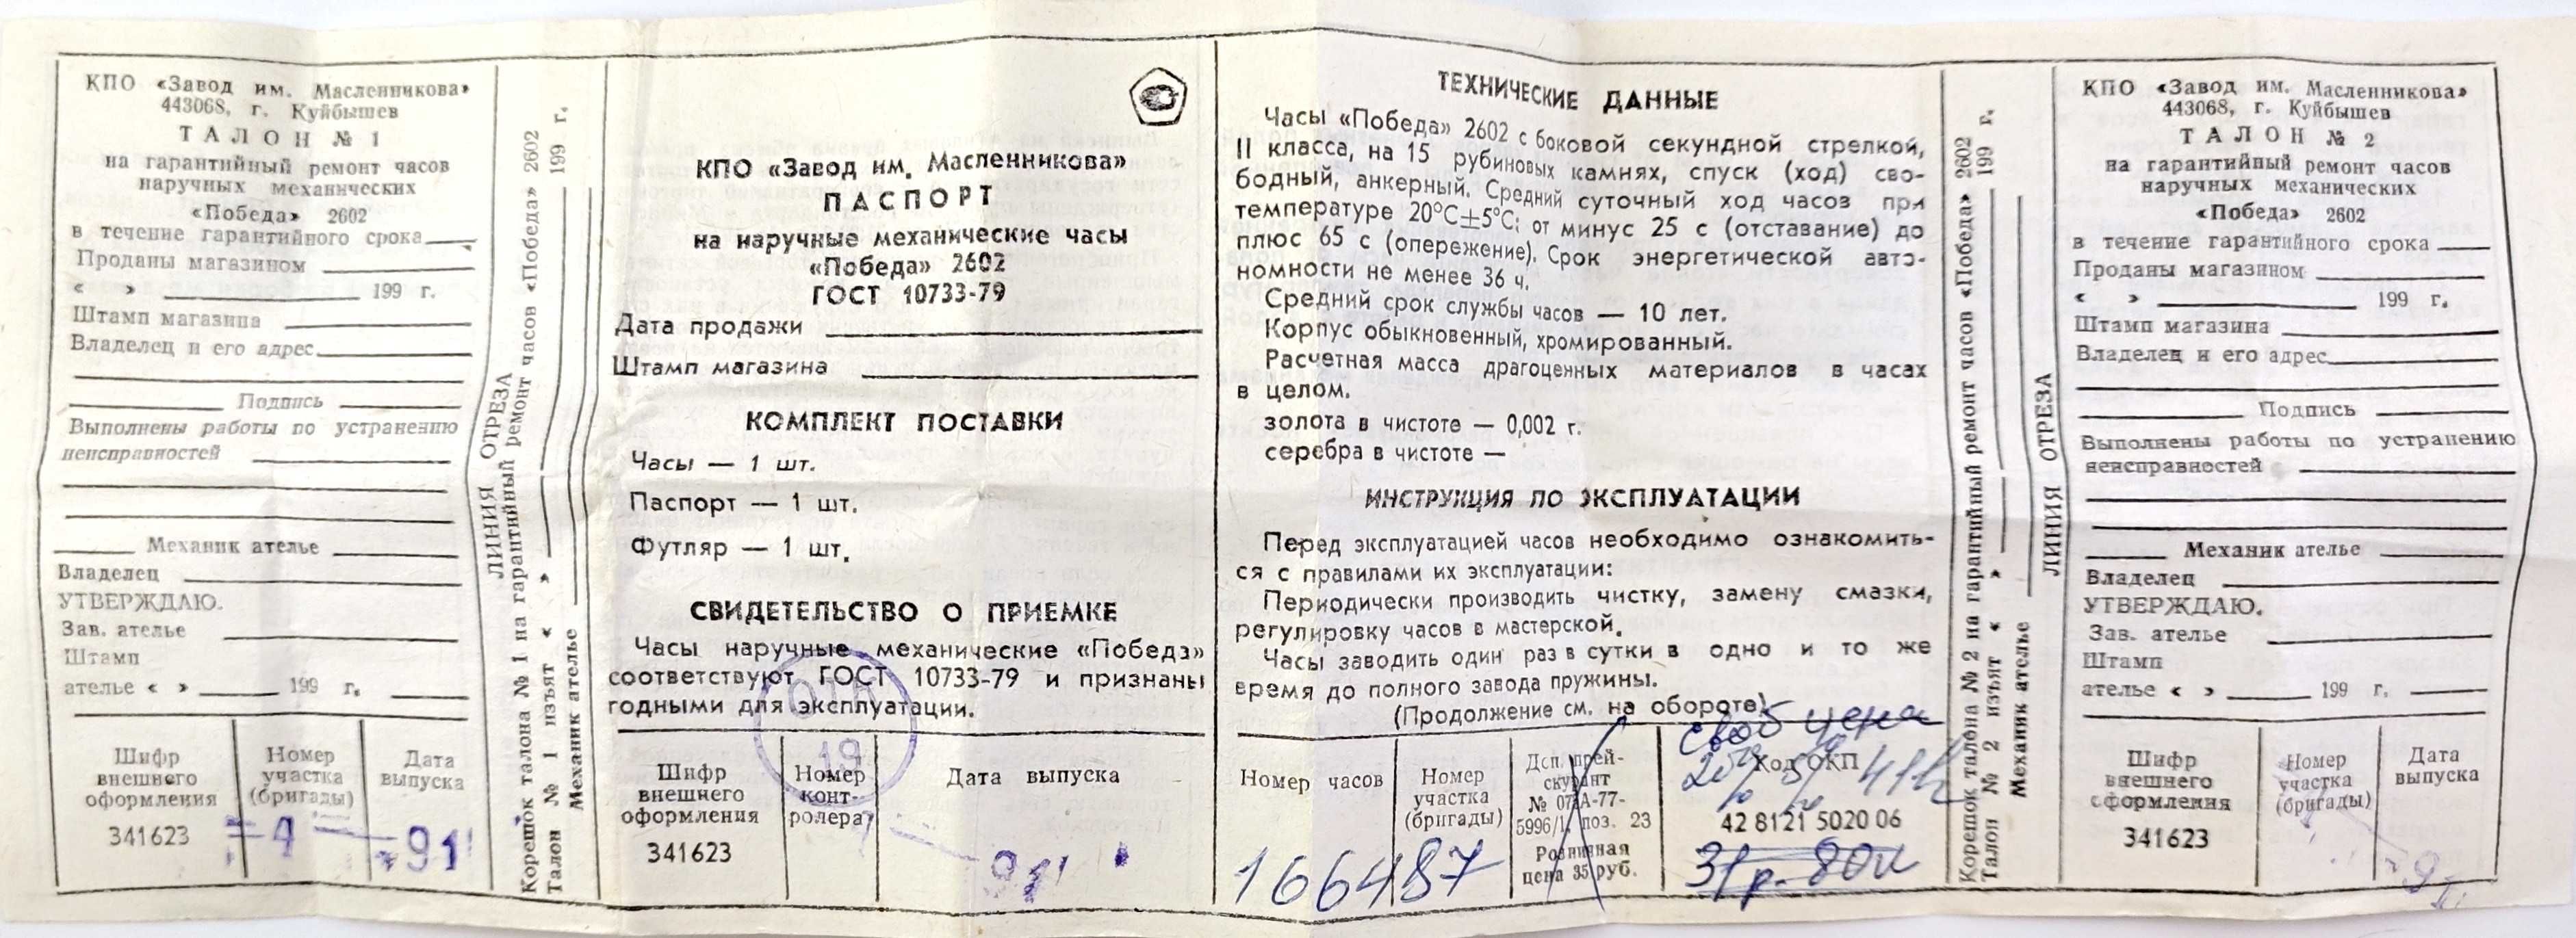 КПО «Завод им. Масленникова»
443068, г. Куйбышев
ТАЛОН № 1
на гарантийный ремонт часов
наручных механических
«Победа» 2602
в течение гарантийного срока
Проданы магазином
« » 199 г.
Штамп магазина
Владелец и его адрес
Подпись
Выполнены работы по устранению
неисправностей
Механик ателье
Владелец
УТВЕРЖДАЮ.
Зав. ателье
Штамп
ателье « » 199 г.
Шифр
внешнего
оформления
341623
Номер
участка
(бригады)
Дата
выпуска
91
ЛИНИЯ ОТРЕЗА
Корешок талона № 1 на гарантийный ремонт часов «Победа» 2602
Талон № 1 изъят « » 199 г.
Механик ателье
КПО «Завод им. Масленникова»
ПАСПОРТ
на наручные механические часы
«Победа» 2602
ГОСТ 10733-79
Дата продажи
Штамп магазина
КОМПЛЕКТ ПОСТАВКИ
Часы — 1 шт.
Паспорт — 1 шт.
Футляр — 1 шт.
СВИДЕТЕЛЬСТВО О ПРИЕМКЕ
Часы наручные механические «Победа»
соответствуют ГОСТ 10733-79 и признаны
годными для эксплуатации.
ОТК
19
Шифр
внешнего
оформления
341623
Номер
конт-
ролера
Дата выпуска
91
ТЕХНИЧЕСКИЕ ДАННЫЕ
Часы «Победа» 2602 с боковой секундной стрелкой,
II класса, на 15 рубиновых камнях, спуск (ход) сво-
бодный, анкерный. Средний суточный ход часов при
температуре 20°С±5°С: от минус 25 с (отставание) до
плюс 65 с (опережение). Срок энергетической авто-
номности не менее 36 ч.
Средний срок службы часов — 10 лет.
Корпус обыкновенный, хромированный.
Расчетная масса драгоценных материалов в часах
в целом.
золота в чистоте — 0,002 г.
серебра в чистоте —
ИНСТРУКЦИЯ ПО ЭКСПЛУАТАЦИИ
Перед эксплуатацией часов необходимо ознакомить-
ся с правилами их эксплуатации:
Периодически производить чистку, замену смазки,
регулировку часов в мастерской.
Часы заводить один раз в сутки в одно и то же
время до полного завода пружины.
(Продолжение см. на обороте)
Номер часов
166487
Номер
участка
(бригады)
Доп. прей-
скурант
№ 072А-77-
5996/1, поз. 23
Розничная
цена 35 руб.
своб цена
Код ОКП
42 8121 5020 06
31 р. 80 к
Корешок талона № 2 на гарантийный ремонт часов «Победа» 2602
Талон № 2 изъят « » 199 г.
Механик ателье
ЛИНИЯ ОТРЕЗА
КПО «Завод им. Масленникова»
443068, г. Куйбышев
ТАЛОН № 2
на гарантийный ремонт часов
наручных механических
«Победа» 2602
в течение гарантийного срока
Проданы магазином
« » 199 г.
Штамп магазина
Владелец и его адрес
Подпись
Выполнены работы по устранению
неисправностей
Механик ателье
Владелец
УТВЕРЖДАЮ.
Зав. ателье
Штамп
ателье « » 199 г.
Шифр
внешнего
оформления
341623
Номер
участка
(бригады)
Дата
выпуска